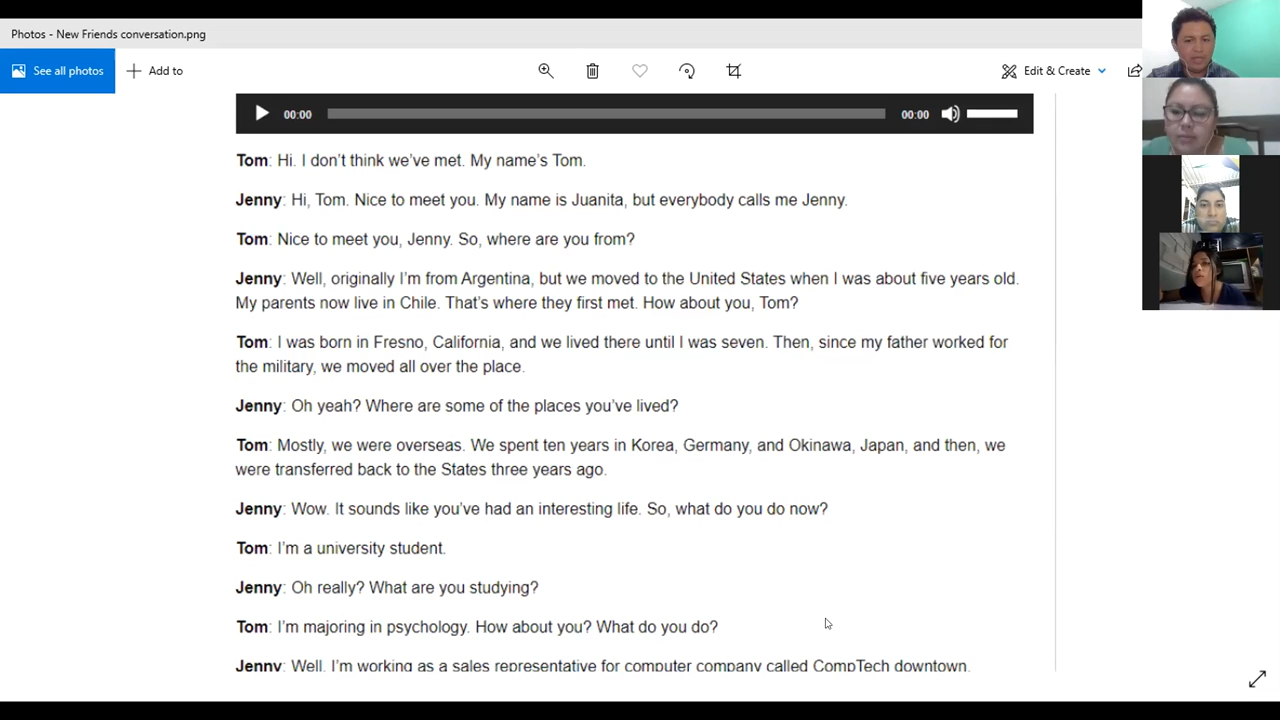 Photos - New Friends conversation.png
See all photos
Add to
Edit & Create
00:00
00:00
Tom: Hi. I don’t think we’ve met. My name’s Tom.
Jenny: Hi, Tom. Nice to meet you. My name is Juanita, but everybody calls me Jenny.
Tom: Nice to meet you, Jenny. So, where are you from?
Jenny: Well, originally I’m from Argentina, but we moved to the United States when I was about five years old.
My parents now live in Chile. That’s where they first met. How about you, Tom?
Tom: I was born in Fresno, California, and we lived there until I was seven. Then, since my father worked for
the military, we moved all over the place.
Jenny: Oh yeah? Where are some of the places you’ve lived?
Tom: Mostly, we were overseas. We spent ten years in Korea, Germany, and Okinawa, Japan, and then, we
were transferred back to the States three years ago.
Jenny: Wow. It sounds like you’ve had an interesting life. So, what do you do now?
Tom: I’m a university student.
Jenny: Oh really? What are you studying?
Tom: I’m majoring in psychology. How about you? What do you do?
Jenny: Well. I’m working as a sales representative for computer company called CompTech downtown.